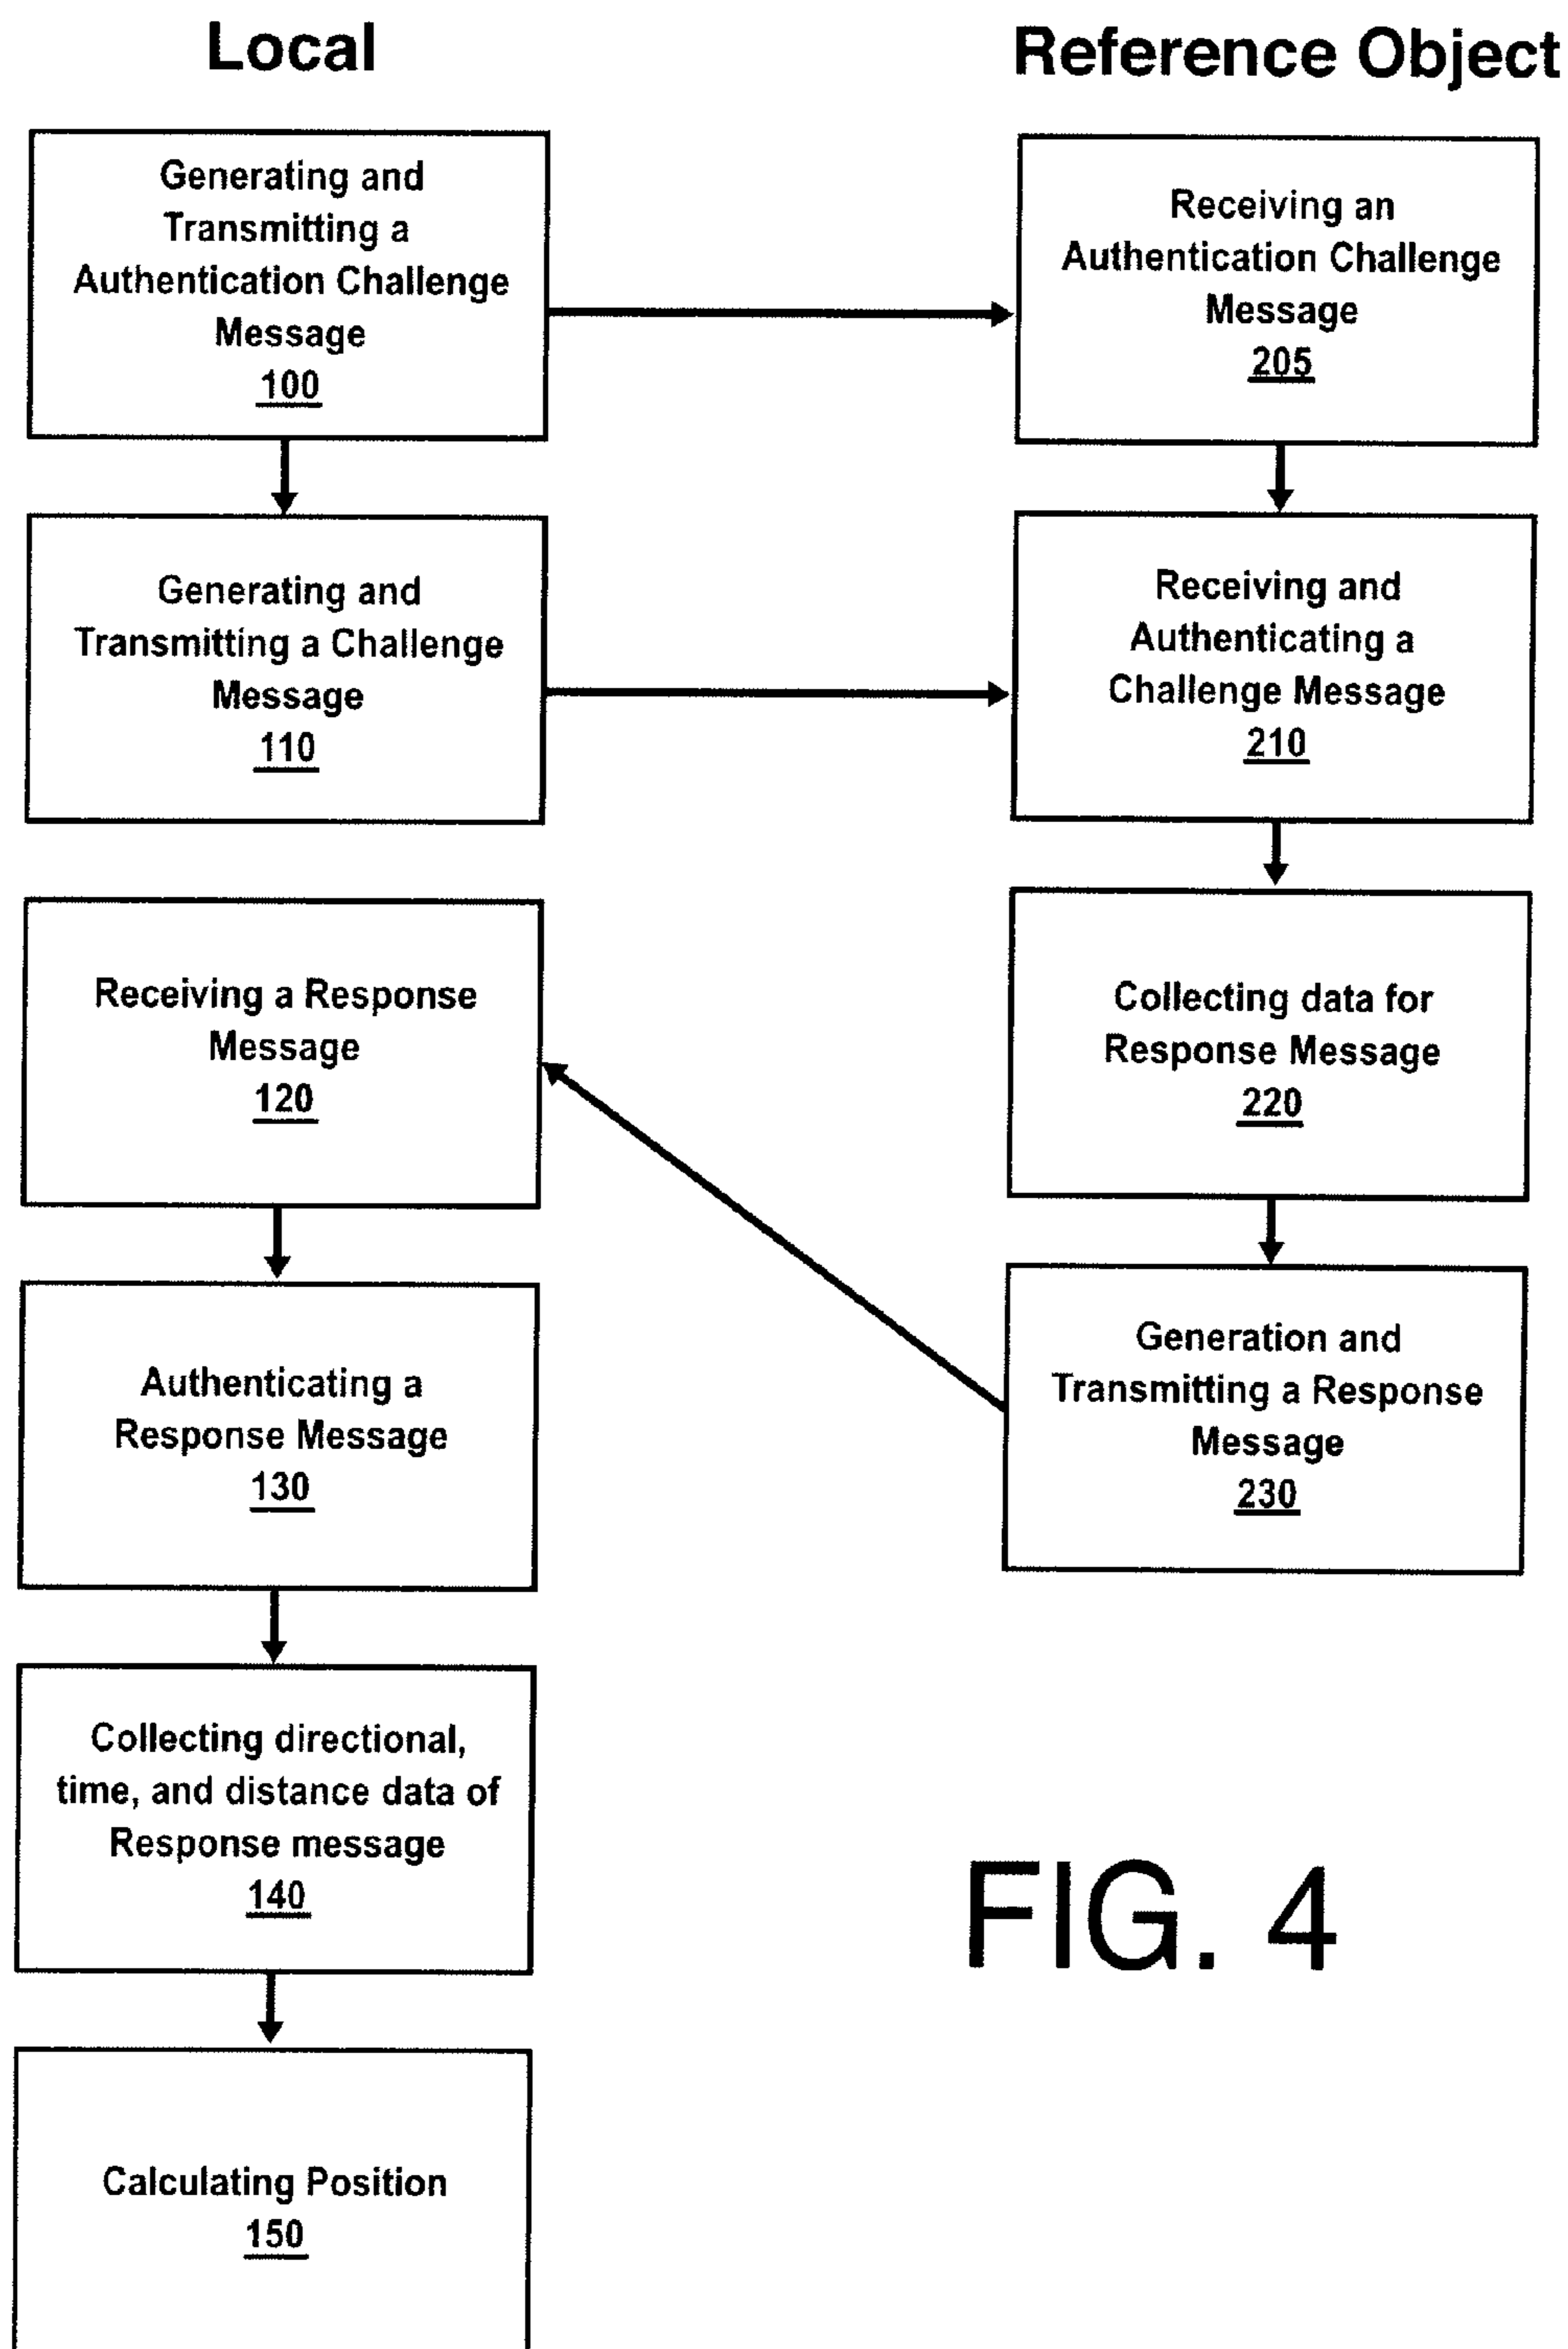 Local
Reference Object
Generating and
Transmitting a
Authentication Challenge
Message
100
Receiving an
Authentication Challenge
Message
205
Generating and
Transmitting a Challenge
Message
110
Receiving and
Authenticating a
Challenge Message
210
Receiving a Response
Message
120
Collecting data for
Response Message
220
Authenticating a
Response Message
130
Generation and
Transmitting a Response
Message
230
Collecting directional,
time, and distance data of
Response message
140
FIG. 4
Calculating Position
150